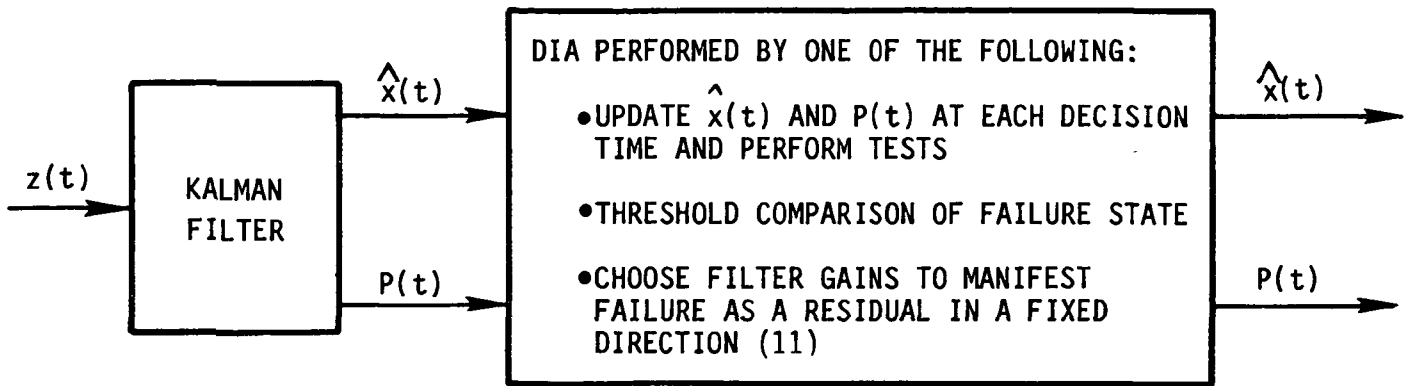 z(t)
KALMAN
FILTER
x̂(t)
P(t)
DIA PERFORMED BY ONE OF THE FOLLOWING:
•UPDATE x̂(t) AND P(t) AT EACH DECISION
TIME AND PERFORM TESTS
•THRESHOLD COMPARISON OF FAILURE STATE
•CHOOSE FILTER GAINS TO MANIFEST
FAILURE AS A RESIDUAL IN A FIXED
DIRECTION (11)
x̂(t)
P(t)